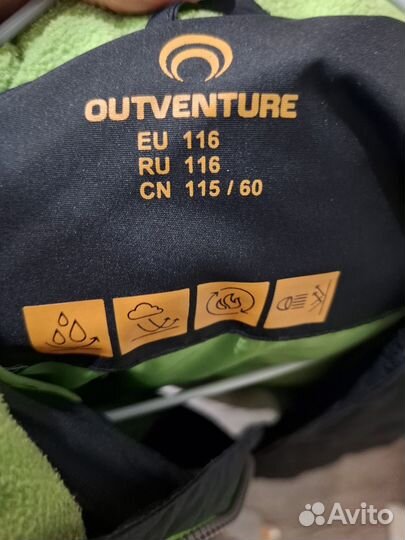 OUTVENTURE
EU 116
RU 116
CN 115 / 60
Avito